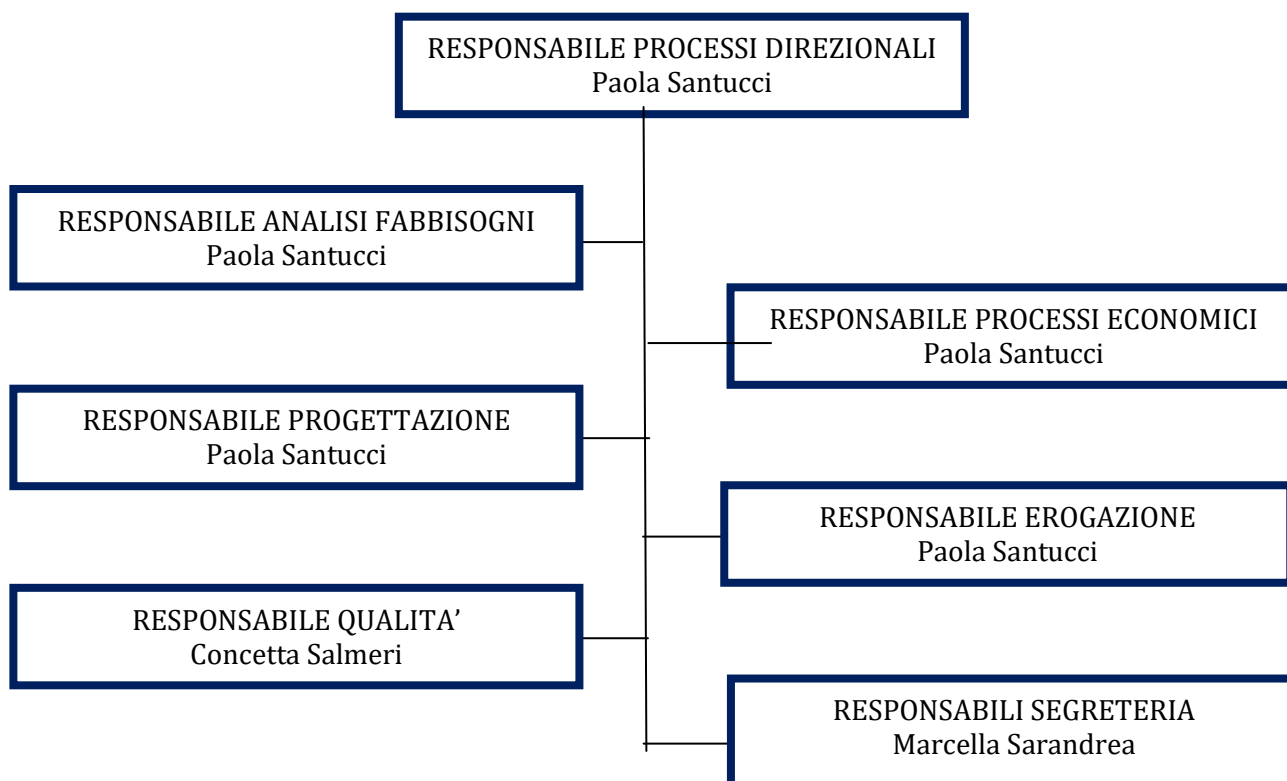 RESPONSABILE PROCESSI DIREZIONALI
Paola Santucci
RESPONSABILE ANALISI FABBISOGNI
Paola Santucci
RESPONSABILE PROCESSI ECONOMICI
Paola Santucci
RESPONSABILE PROGETTAZIONE
Paola Santucci
RESPONSABILE EROGAZIONE
Paola Santucci
RESPONSABILE QUALITA’
Concetta Salmeri
RESPONSABILI SEGRETERIA
Marcella Sarandrea